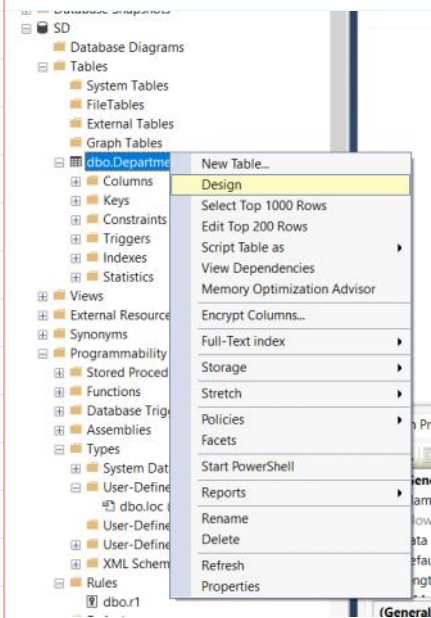 Database Snapshots
SD
Database Diagrams
Tables
System Tables
FileTables
External Tables
Graph Tables
dbo.Departme
Columns
Keys
Constraints
Triggers
Indexes
Statistics
Views
External Resource
Synonyms
Programmability
Stored Proced
Functions
Database Trig
Assemblies
Types
System Dat
User-Define
dbo.loc
User-Define
User-Define
XML Schem
Rules
dbo.r1
New Table...
Design
Select Top 1000 Rows
Edit Top 200 Rows
Script Table as
View Dependencies
Memory Optimization Advisor
Encrypt Columns...
Full-Text index
Storage
Stretch
Policies
Facets
Start PowerShell
Reports
Rename
Delete
Refresh
Properties
(General